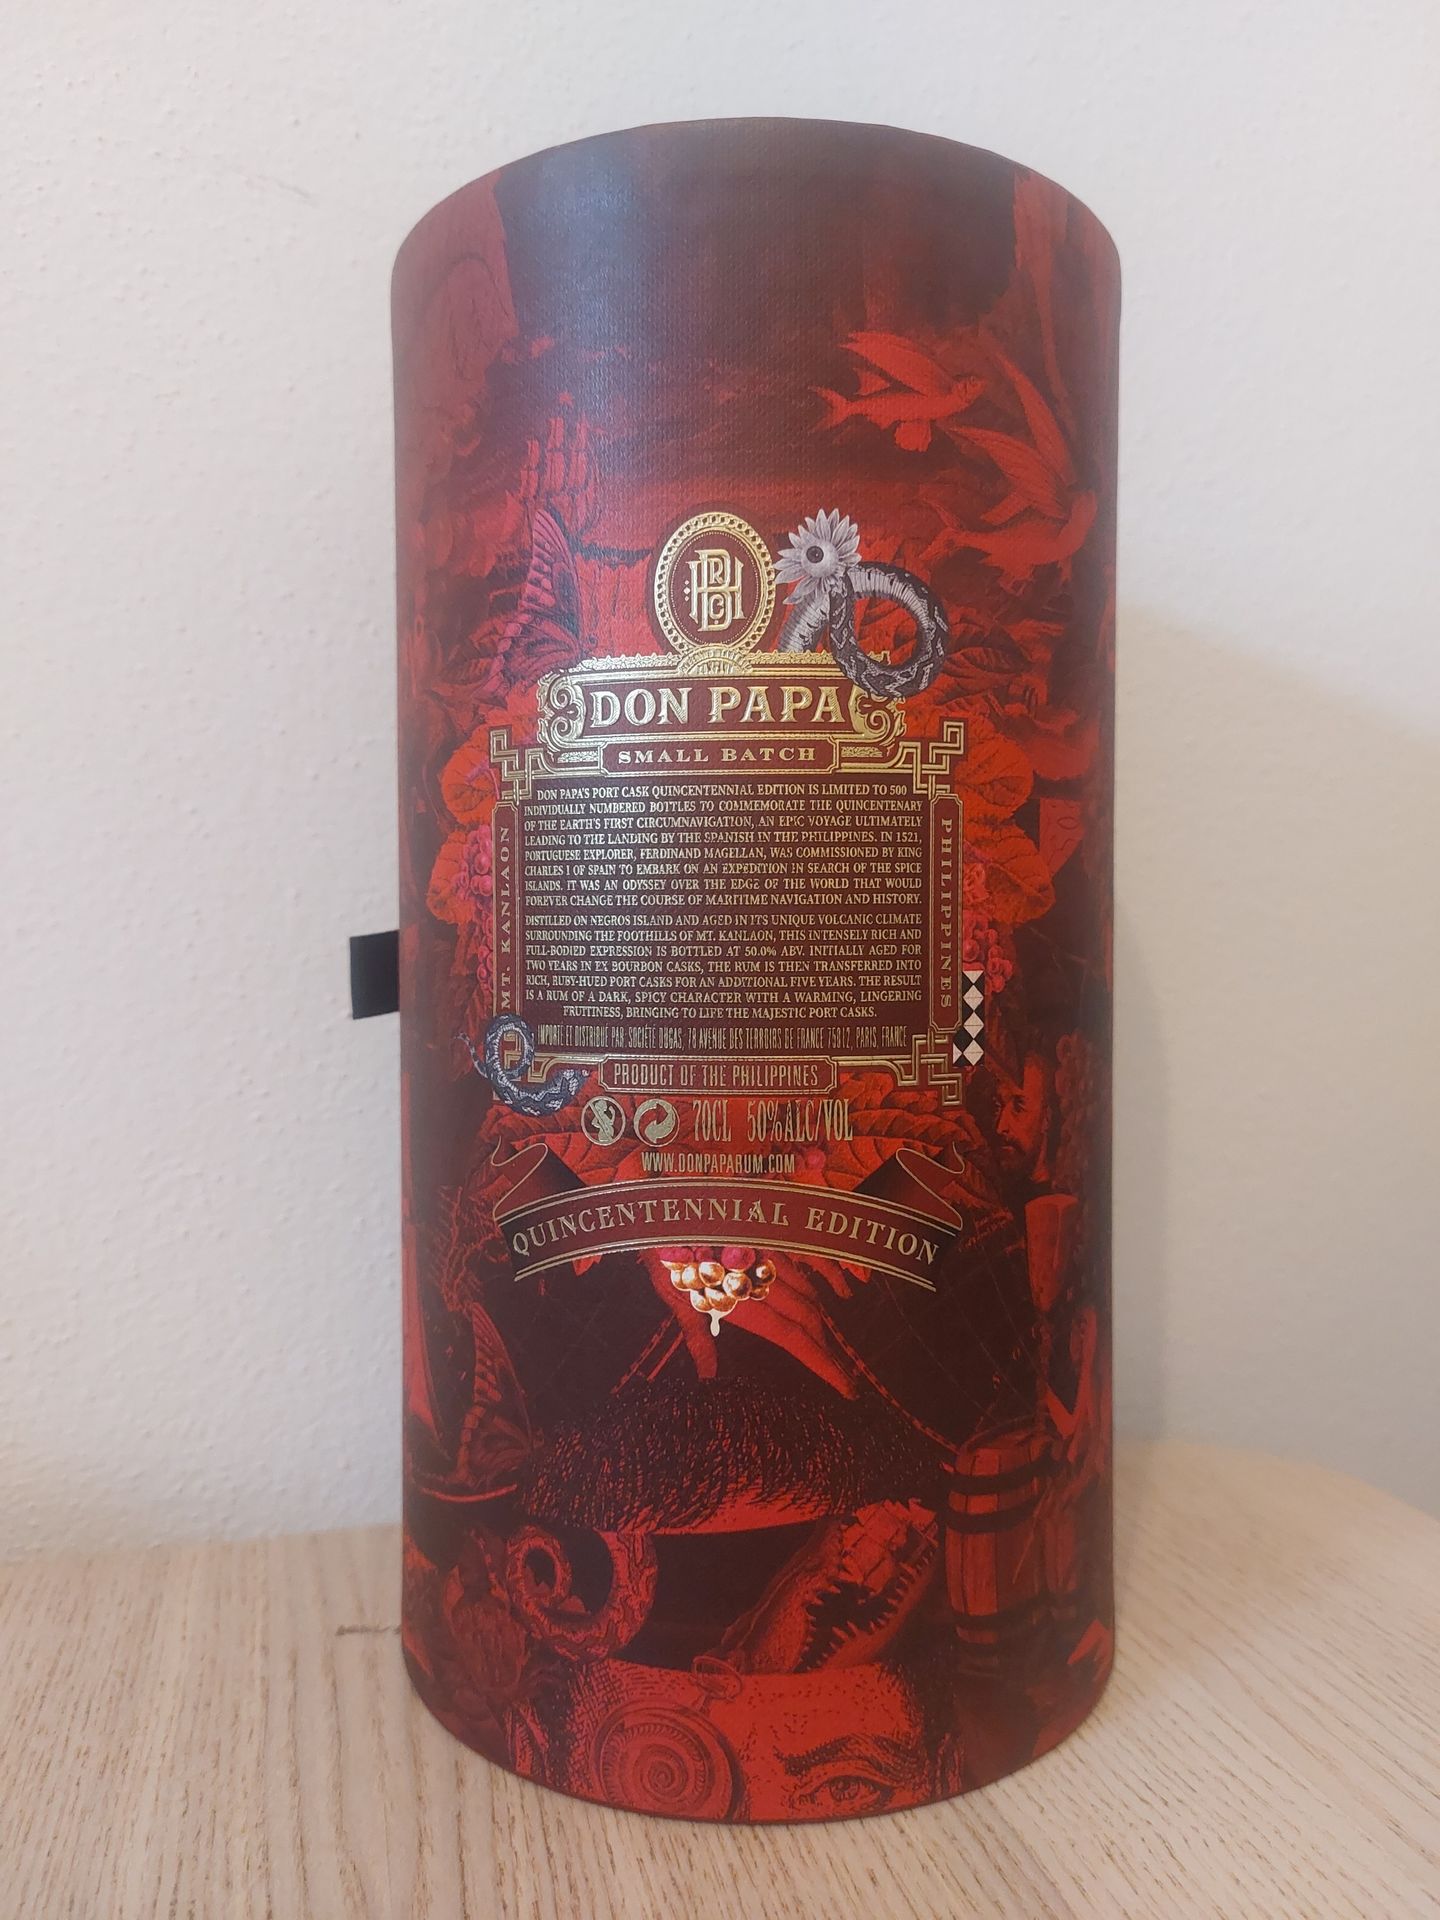 DON PAPA
SMALL BATCH
DON PAPA'S PORT CASK QUINCENTENNIAL EDITION IS LIMITED TO 500
INDIVIDUALLY NUMBERED BOTTLES TO COMMEMORATE THE QUINCENTENARY
OF THE EARTH'S FIRST CIRCUMNAVIGATION, AN EPIC VOYAGE ULTIMATELY
LEADING TO THE LANDING BY THE SPANISH IN THE PHILIPPINES. IN 1521,
PORTUGUESE EXPLORER, FERDINAND MAGELLAN, WAS COMMISSIONED BY KING
CHARLES I OF SPAIN TO EMBARK ON AN EXPEDITION IN SEARCH OF THE SPICE
ISLANDS. IT WAS AN ODYSSEY OVER THE EDGE OF THE WORLD THAT WOULD
FOREVER CHANGE THE COURSE OF MARITIME NAVIGATION AND HISTORY.
DISTILLED ON NEGROS ISLAND AND AGED IN ITS UNIQUE VOLCANIC CLIMATE
SURROUNDING THE FOOTHILLS OF MT. KANLAON, THIS INTENSELY RICH AND
FULL-BODIED EXPRESSION IS BOTTLED AT 50.0% ABV. INITIALLY AGED FOR
TWO YEARS IN EX BOURBON CASKS, THE RUM IS THEN TRANSFERRED INTO
RICH, RUBY-HUED PORT CASKS FOR AN ADDITIONAL FIVE YEARS. THE RESULT
IS A RUM OF A DARK, SPICY CHARACTER WITH A WARMING, LINGERING
FRUITINESS, BRINGING TO LIFE THE MAJESTIC PORT CASKS.
MT. KANLAON
PHILIPPINES
IMPORTÉ ET DISTRIBUÉ PAR: SOCIÉTÉ DUGAS, 78 AVENUE DES TERROIRS DE FRANCE 75012, PARIS, FRANCE
PRODUCT OF THE PHILIPPINES
70CL 50%ALC/VOL
WWW.DONPAPARUM.COM
QUINCENTENNIAL EDITION